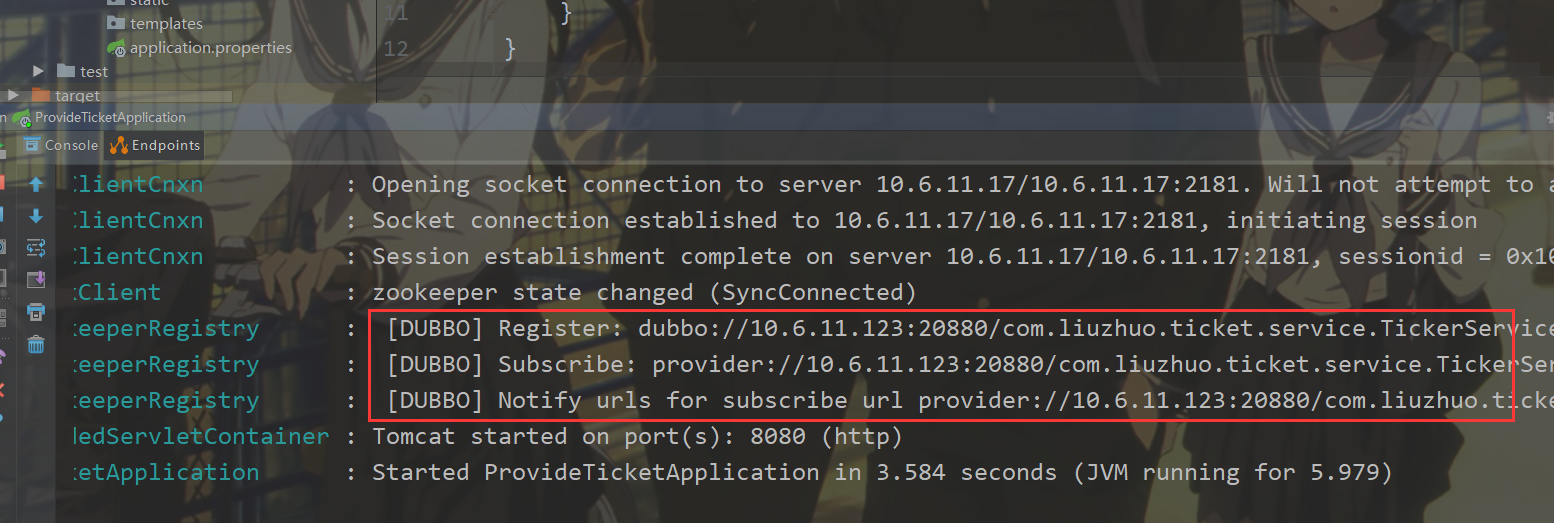 static
templates
application.properties
test
target
11 }
12 }
ProvideTicketApplication
Console Endpoints
ClientCnxn : Opening socket connection to server 10.6.11.17/10.6.11.17:2181. Will not attempt to a
ClientCnxn : Socket connection established to 10.6.11.17/10.6.11.17:2181, initiating session
ClientCnxn : Session establishment complete on server 10.6.11.17/10.6.11.17:2181, sessionid = 0x10
kClient : zookeeper state changed (SyncConnected)
keeperRegistry : [DUBBO] Register: dubbo://10.6.11.123:20880/com.liuzhuo.ticket.service.TickerService
keeperRegistry : [DUBBO] Subscribe: provider://10.6.11.123:20880/com.liuzhuo.ticket.service.TickerSer
keeperRegistry : [DUBBO] Notify urls for subscribe url provider://10.6.11.123:20880/com.liuzhuo.ticke
dedServletContainer : Tomcat started on port(s): 8080 (http)
ketApplication : Started ProvideTicketApplication in 3.584 seconds (JVM running for 5.979)